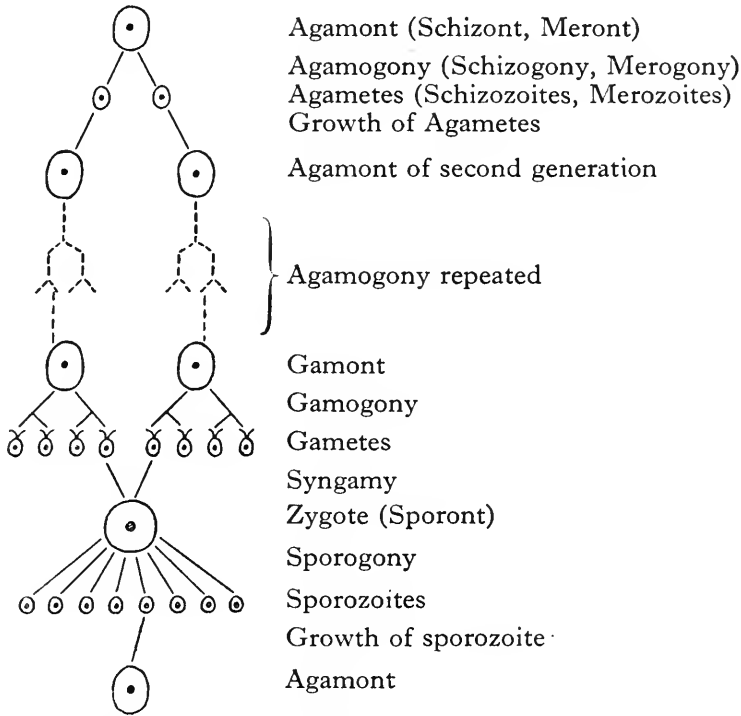 Agamont (Schizont, Meront)
Agamogony (Schizogony, Merogony)
Agametes (Schizozoites, Merozoites)
Growth of Agametes
Agamont of second generation
Agamogony repeated
Gamont
Gamogony
Gametes
Syngamy
Zygote (Sporont)
Sporogony
Sporozoites
Growth of sporozoite
Agamont